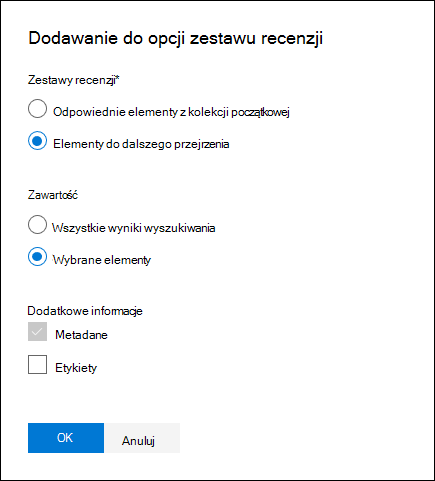 Dodawanie do opcji zestawu recenzji
Zestawy recenzji*
Odpowiednie elementy z kolekcji początkowej
Elementy do dalszego przejrzenia
Zawartość
Wszystkie wyniki wyszukiwania
Wybrane elementy
Dodatkowe informacje
Metadane
Etykiety
OK
Anuluj